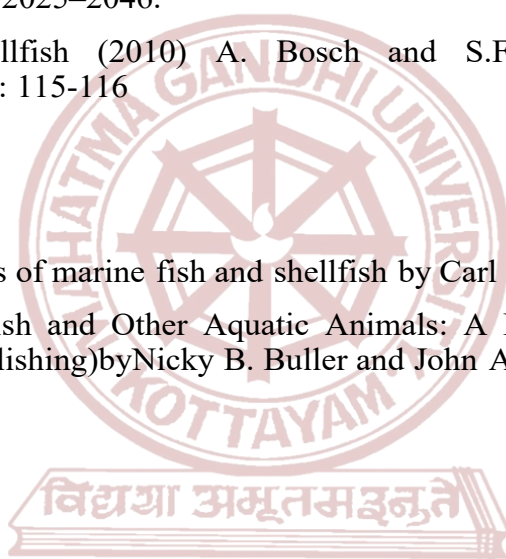 2025–2046.
llfish (2010) A. Bosch and S.F
: 115-116
MAHATMA GANDHI UNIVERSITY
s of marine fish and shellfish by Carl
ish and Other Aquatic Animals: A
lishing)byNicky B. Buller and John A
KOTTAYAM
विद्यया अमृतमश्नुते